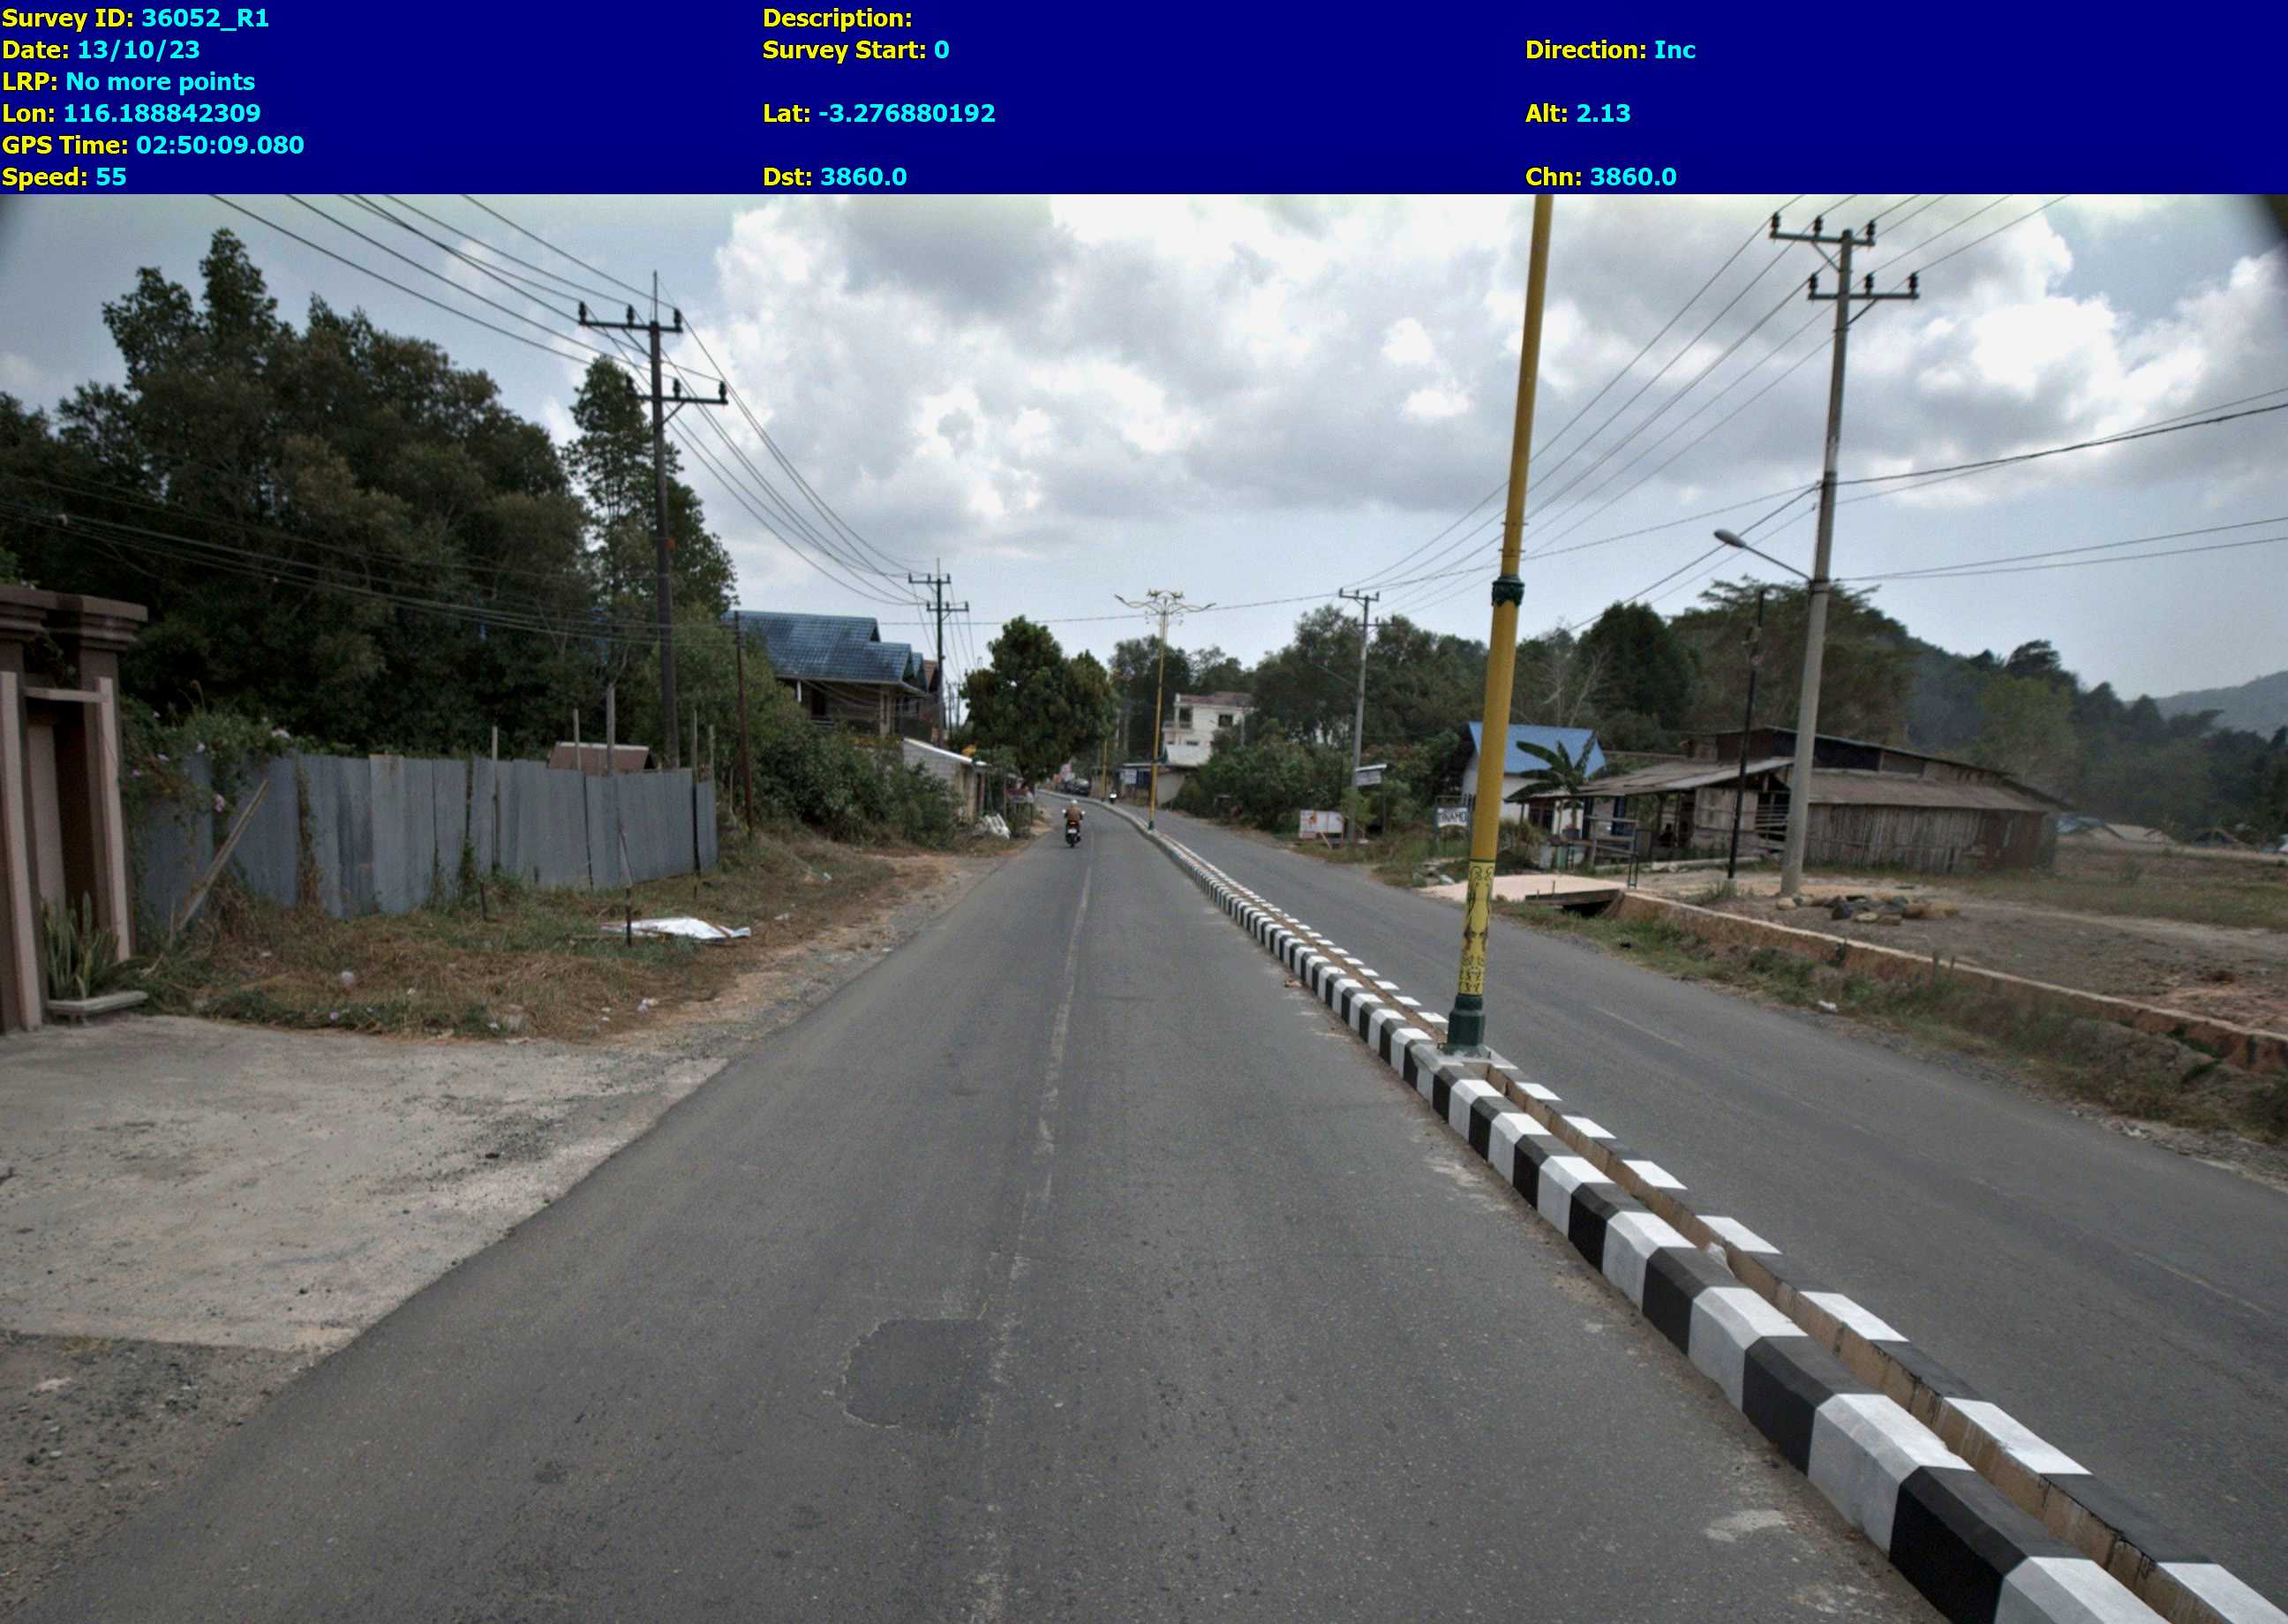 Survey ID: 36052_R1
Description:
Date: 13/10/23
Survey Start: 0
Direction: Inc
LRP: No more points
Lon: 116.188842309
Lat: -3.276880192
Alt: 2.13
GPS Time: 02:50:09.080
Speed: 55
Dst: 3860.0
Chn: 3860.0